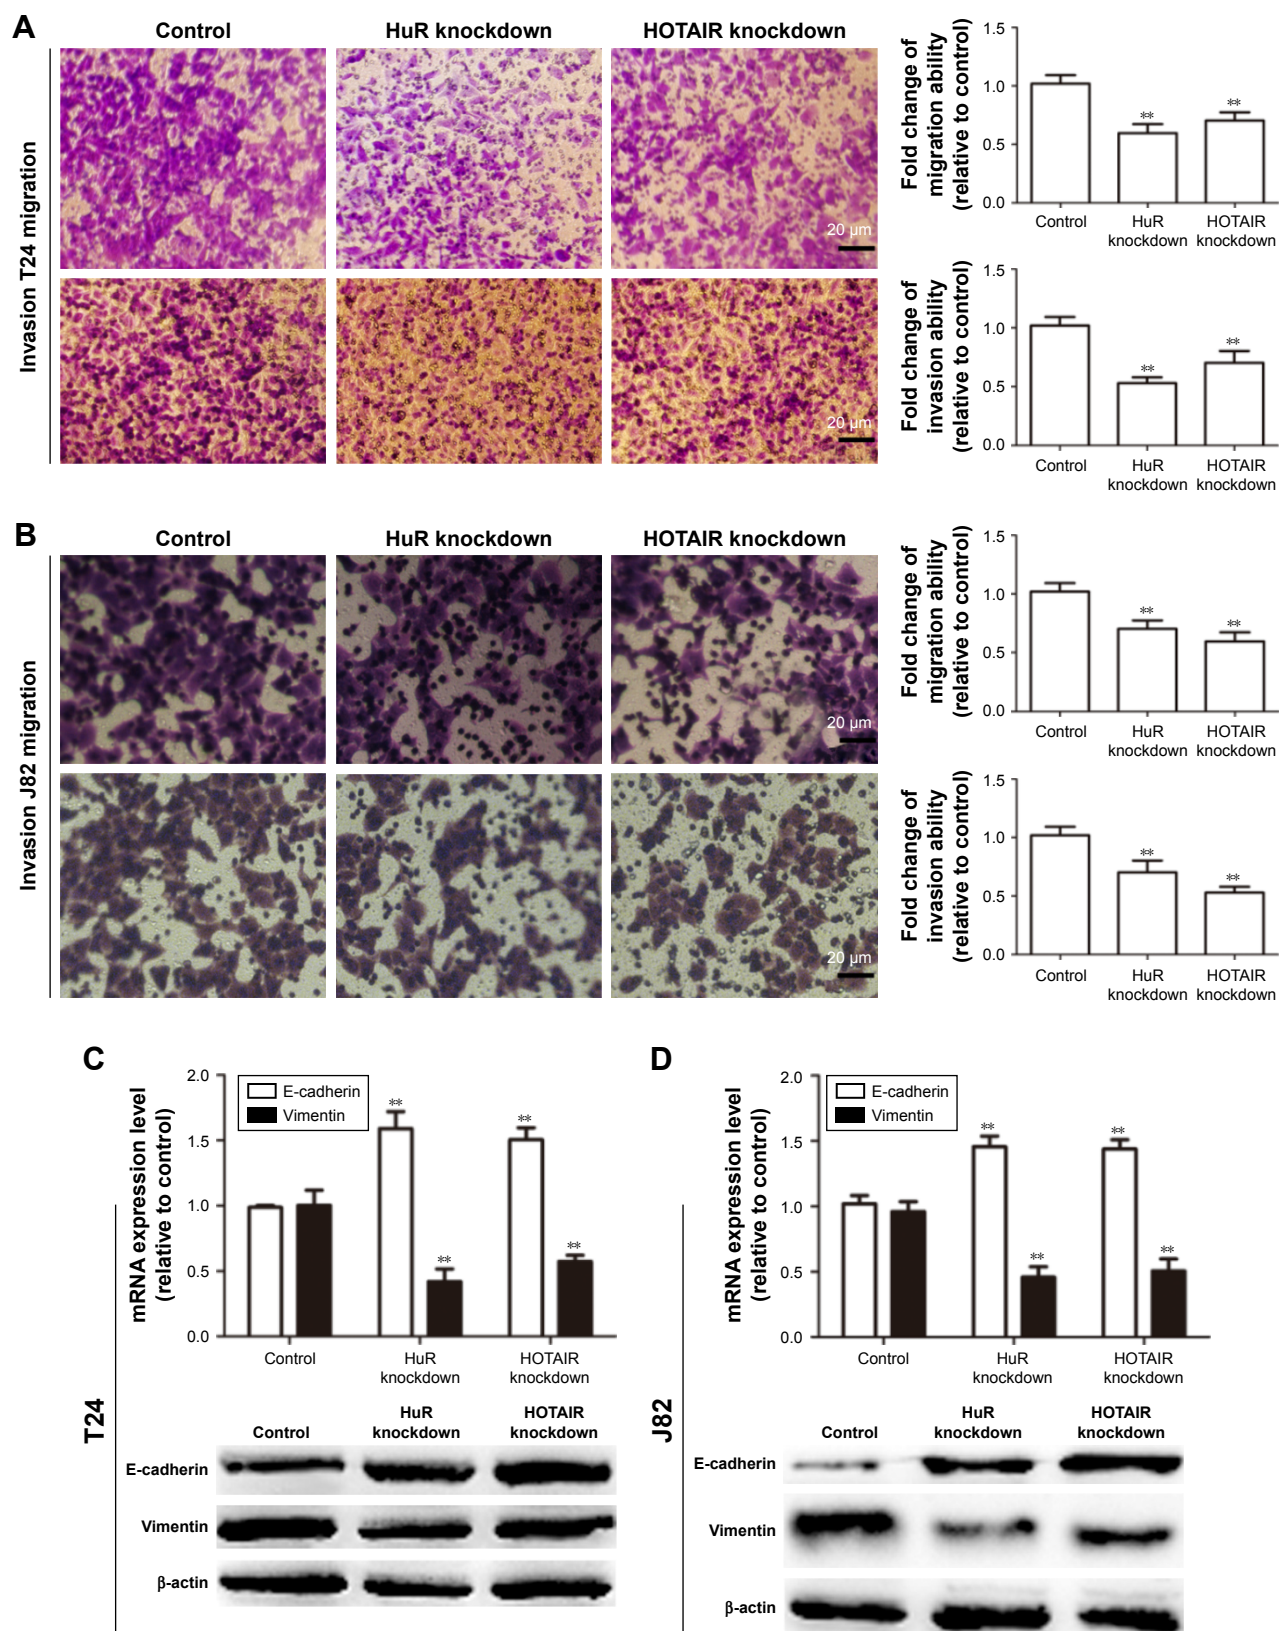 A
Control
HuR knockdown
HOTAIR knockdown
Invasion T24 migration
20 µm
20 µm
Fold change of
migration ability
(relative to control)
1.5
1.0
0.5
0.0
**
**
Control
HuR
knockdown
HOTAIR
knockdown
Fold change of
invasion ability
(relative to control)
1.5
1.0
0.5
0.0
**
**
Control
HuR
knockdown
HOTAIR
knockdown
B
Control
HuR knockdown
HOTAIR knockdown
Invasion J82 migration
20 µm
20 µm
Fold change of
migration ability
(relative to control)
1.5
1.0
0.5
0.0
**
**
Control
HuR
knockdown
HOTAIR
knockdown
Fold change of
invasion ability
(relative to control)
1.5
1.0
0.5
0.0
**
**
Control
HuR
knockdown
HOTAIR
knockdown
C
mRNA expression level
(relative to control)
2.0
1.5
1.0
0.5
0.0
E-cadherin
Vimentin
**
**
**
**
Control
HuR
knockdown
HOTAIR
knockdown
T24
Control
HuR
knockdown
HOTAIR
knockdown
E-cadherin
Vimentin
β-actin
D
mRNA expression level
(relative to control)
2.0
1.5
1.0
0.5
0.0
E-cadherin
Vimentin
**
**
**
**
Control
HuR
knockdown
HOTAIR
knockdown
J82
Control
HuR
knockdown
HOTAIR
knockdown
E-cadherin
Vimentin
β-actin